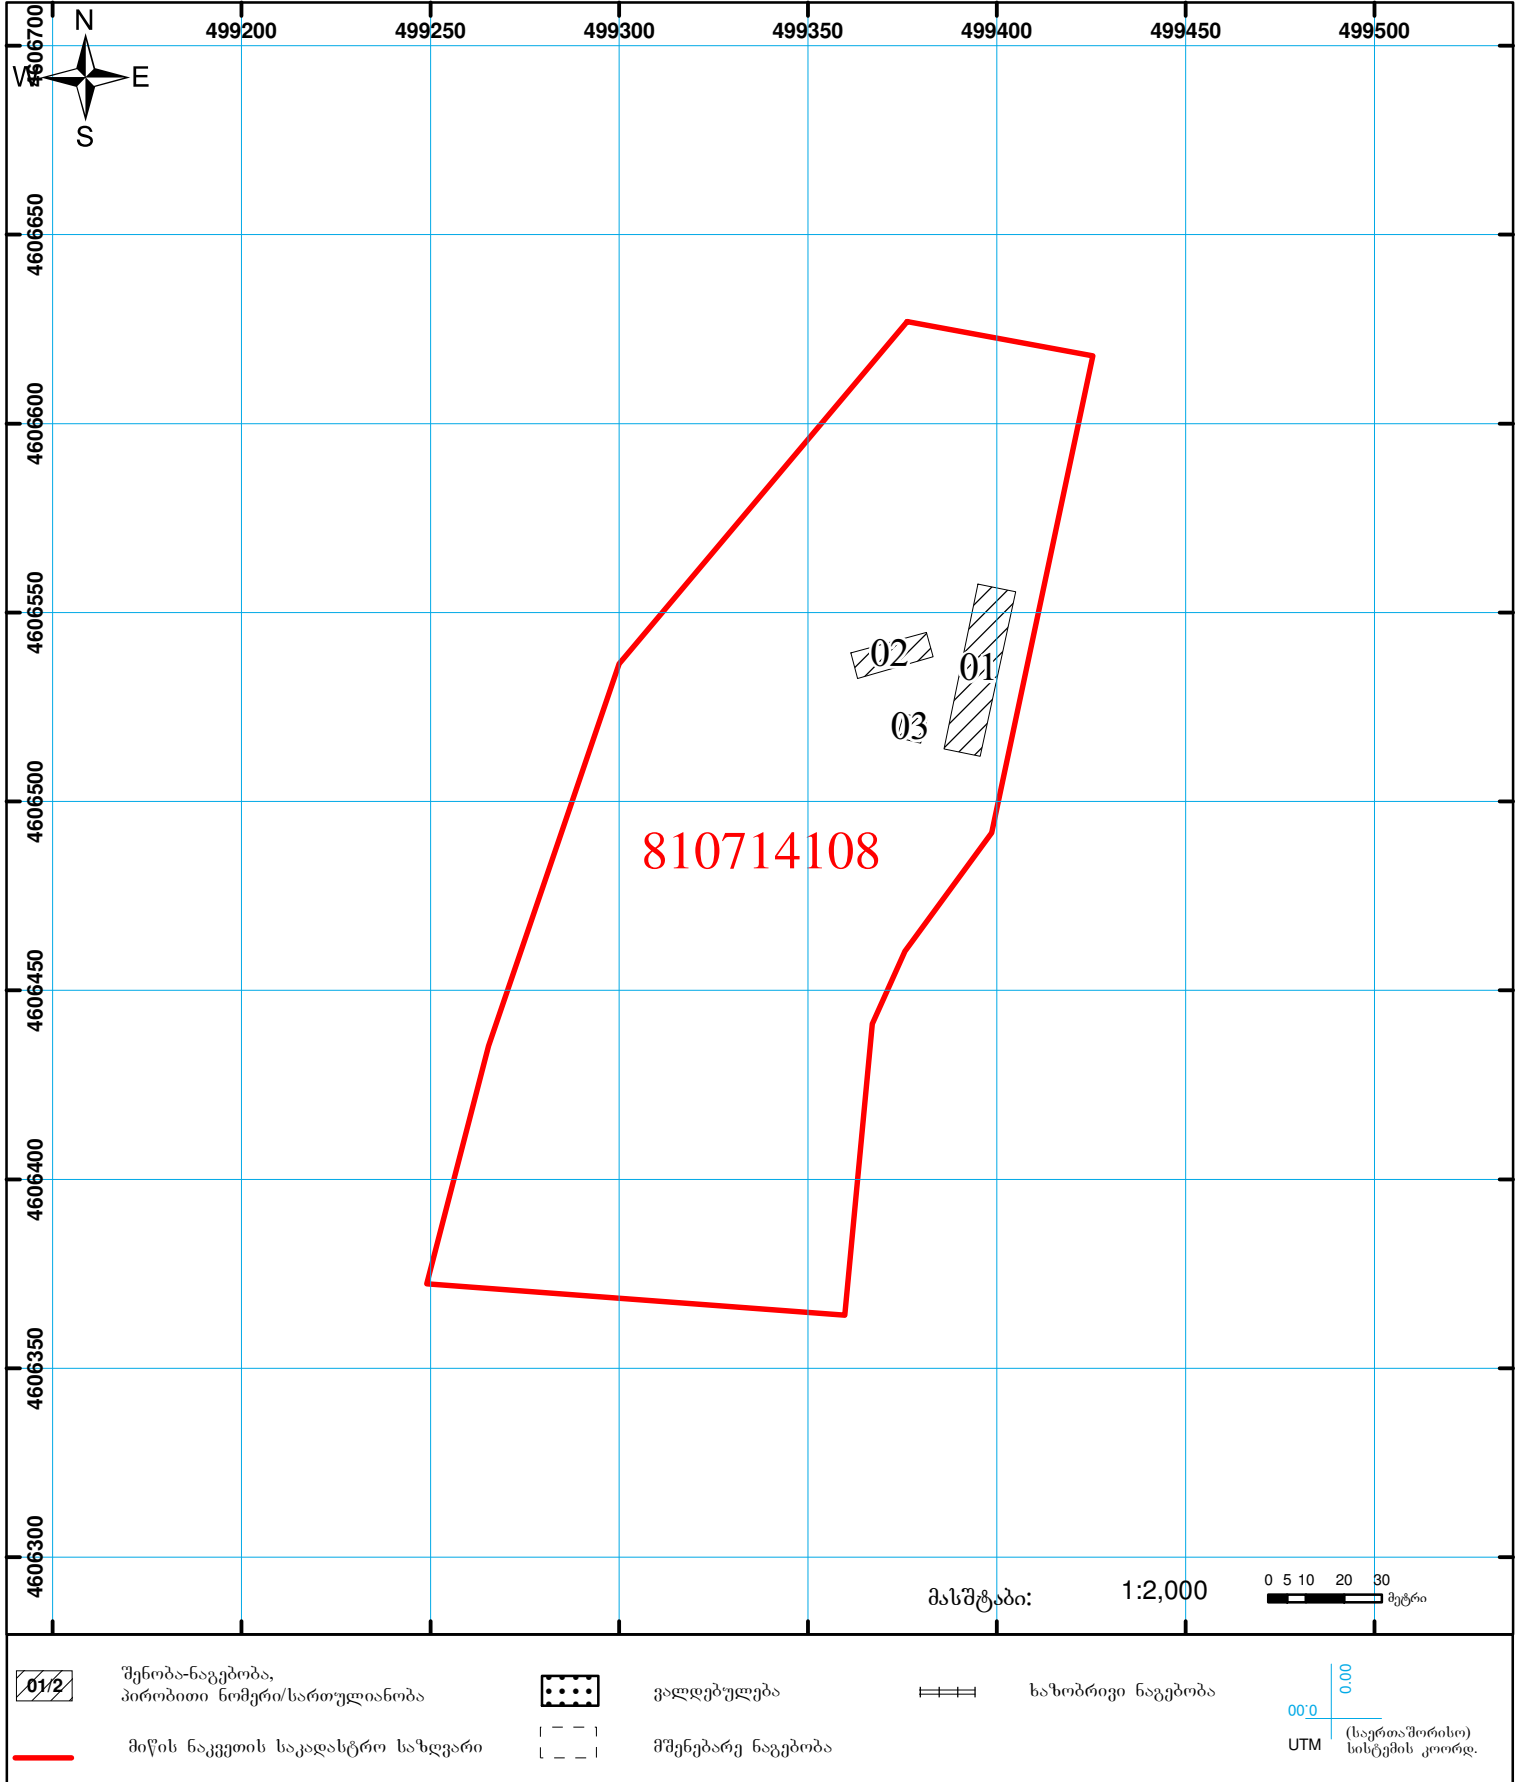 N
499200 499250 499300 499350 499400 499450 499500
W E
S
4606700
4606650
4606600
4606550
4606500
4606450
4606400
4606350
4606300
02
01
03
810714108
მასშტაბი: 1:2,000
0 5 10 20 30
მეტრი
01/2
შენობა-ნაგებობა,
პირობითი ნომერი/სართულიანობა
ვალდებულება
ხაზობრივი ნაგებობა
მიწის ნაკვეთის საკადასტრო საზღვარი
მშენებარე ნაგებობა
0.00
00.0
UTM
(საერთაშორისო)
სისტემის კოორდ.